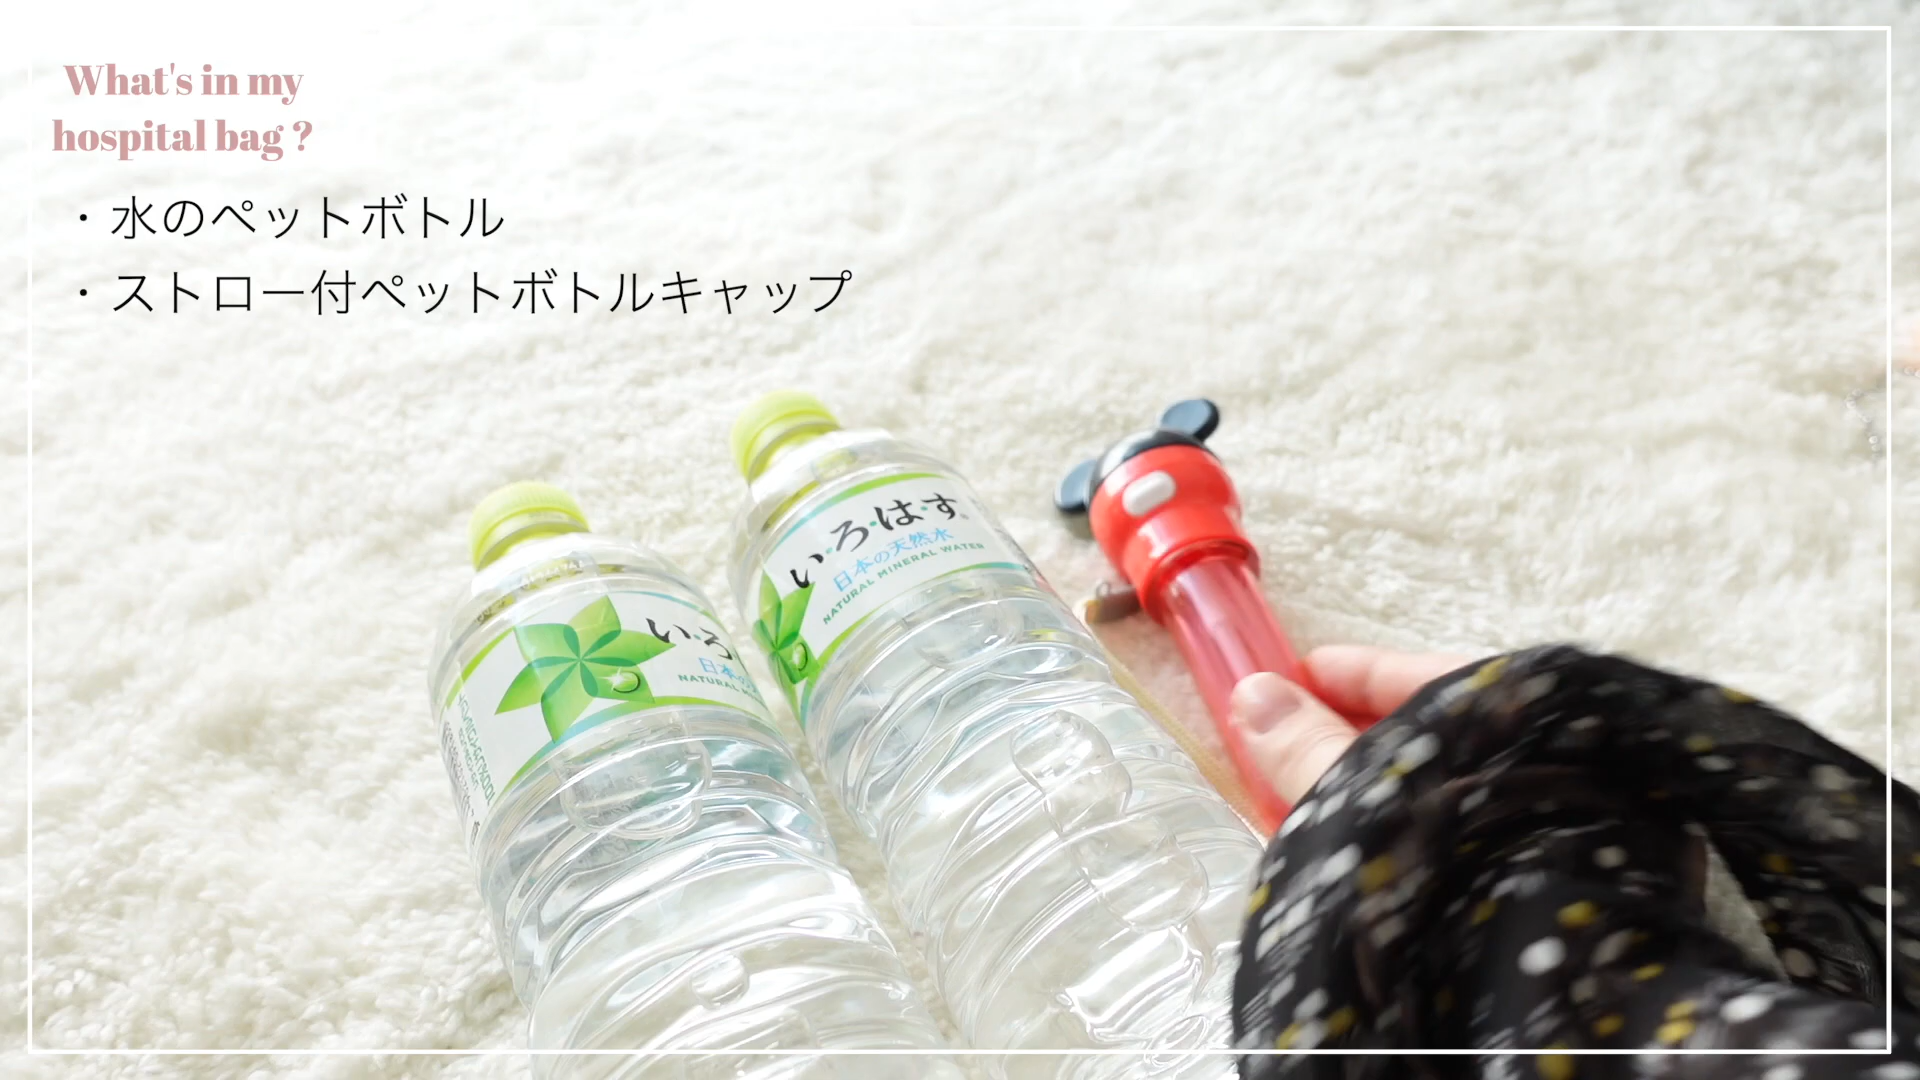 What's in my
hospital bag ?
・水のペットボトル
・ストロー付ペットボトルキャップ
い・ろ・は・す
日本の天然水
NATURAL MINERAL WATER
い・ろ
日本の
NATURAL